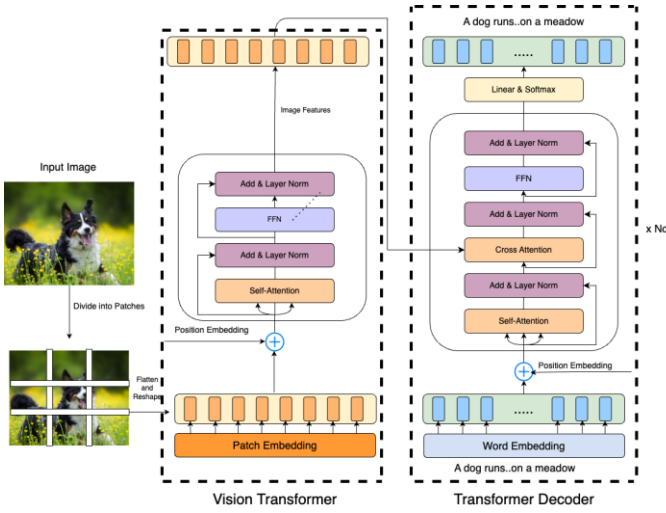 Input Image
Divide into Patches
Flatten
and
Reshape
Image Features
Add & Layer Norm
FFN
Add & Layer Norm
Self-Attention
Position Embedding
Patch Embedding
Vision Transformer
A dog runs..on a meadow
.....
Linear & Softmax
Add & Layer Norm
FFN
Add & Layer Norm
Cross Attention
Add & Layer Norm
Self-Attention
x No
Position Embedding
.....
Word Embedding
A dog runs..on a meadow
Transformer Decoder